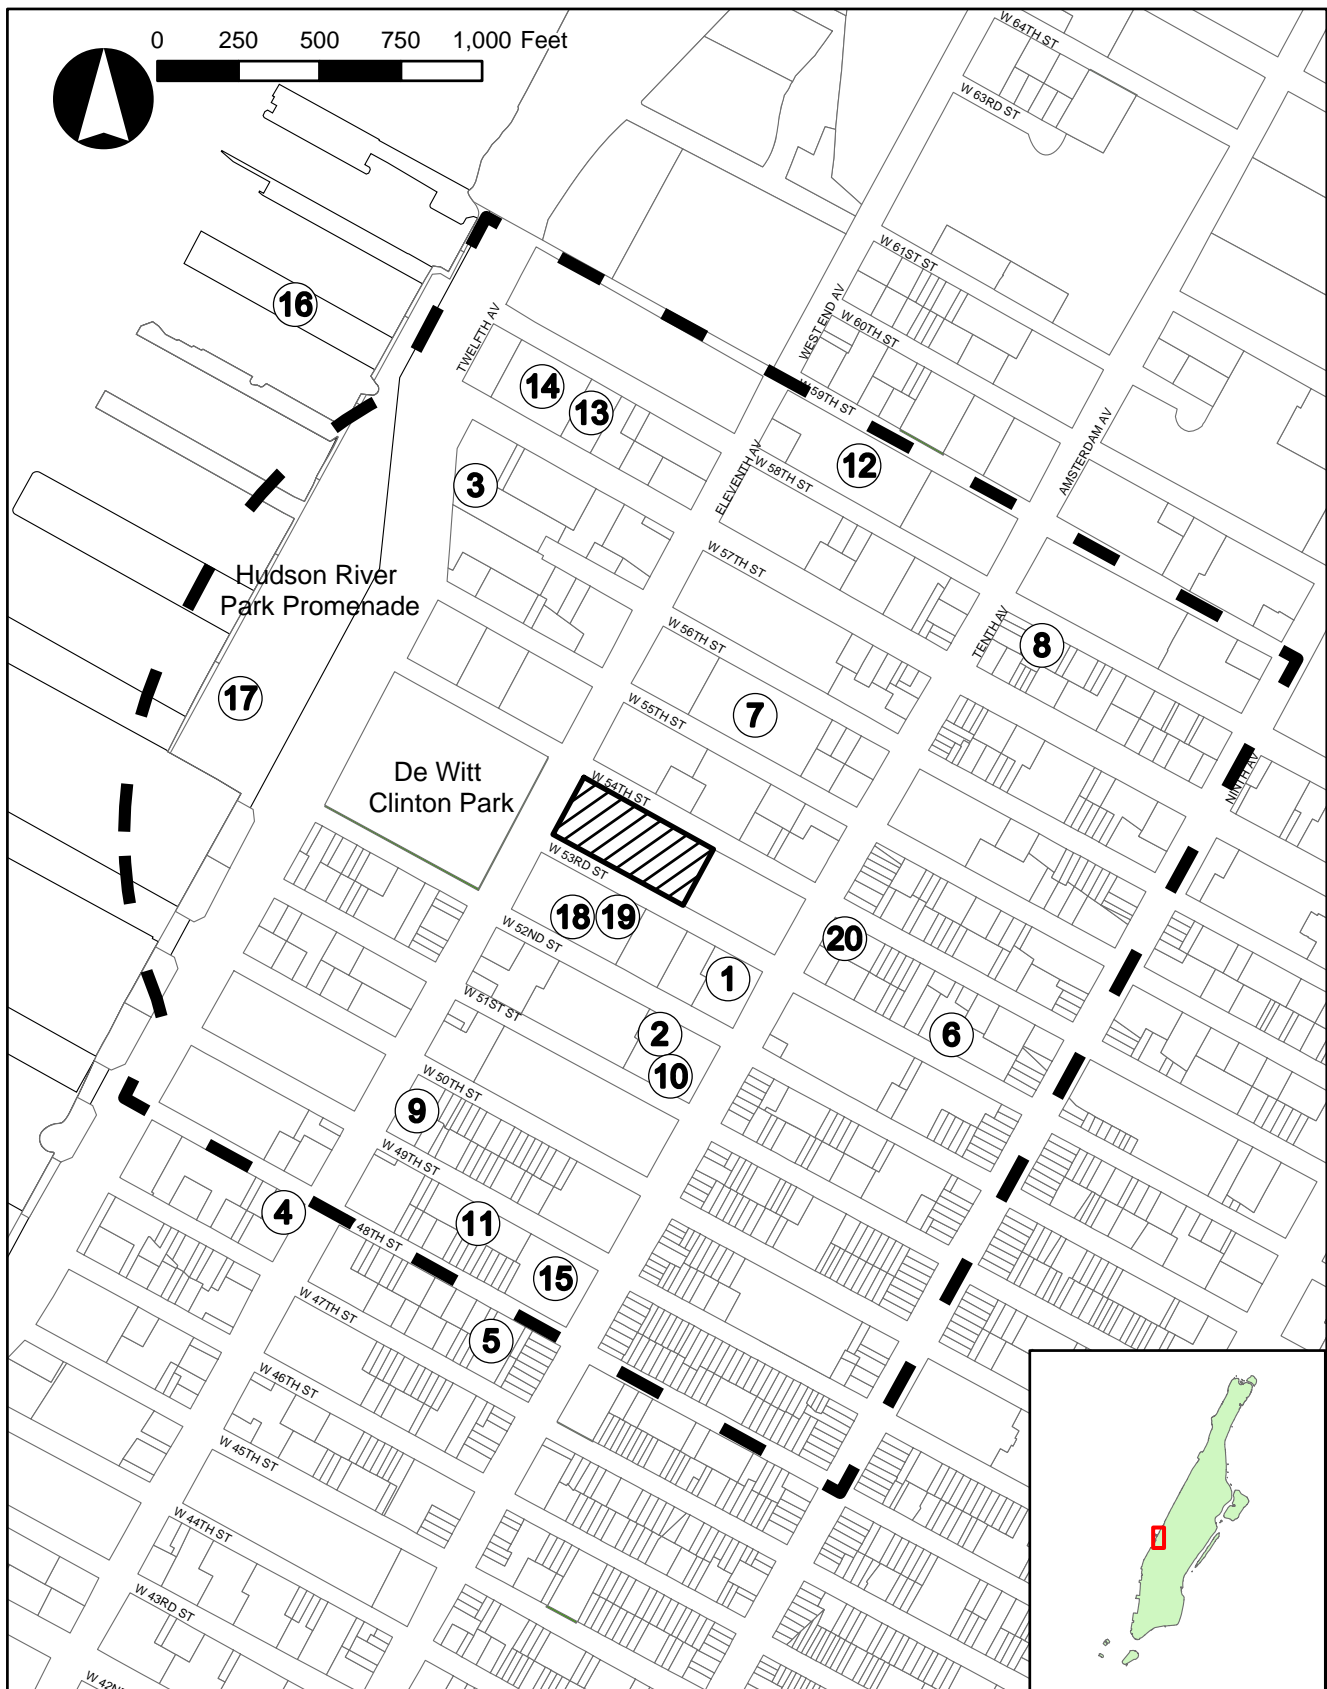 0 250 500 750 1,000 Feet
W 64TH ST
W 63RD ST
W 61ST ST
WEST END AV
W 60TH ST
16
TWELFTH AV
14
13
W 59TH ST
12
AMSTERDAM AV
ELEVENTH AV
W 58TH ST
3
W 57TH ST
Hudson River
Park Promenade
TENTH AV
8
W 56TH ST
17
W 55TH ST
7
NINTH AV
De Witt
Clinton Park
W 54TH ST
W 53RD ST
18
19
20
W 52ND ST
1
W 51ST ST
2
6
10
W 50TH ST
9
W 49TH ST
4
11
48TH ST
15
W 47TH ST
5
W 46TH ST
W 45TH ST
W 44TH ST
W 43RD ST